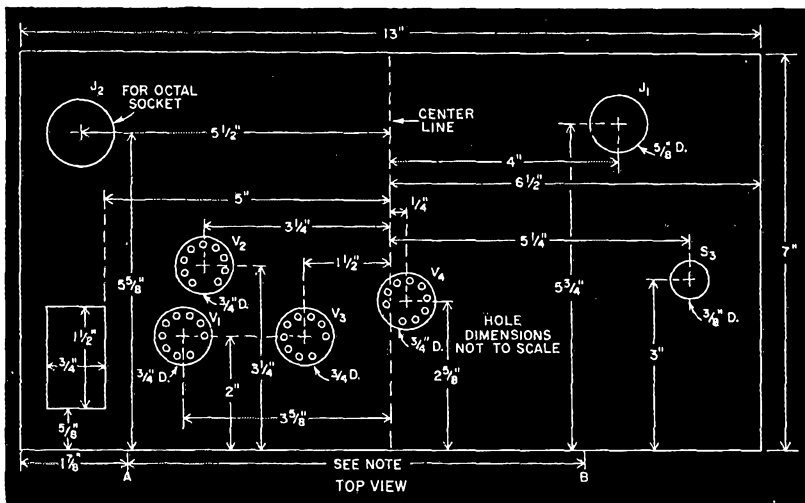 13"
J2
FOR OCTAL
SOCKET
CENTER
LINE
J1
5 1/2"
4"
5/8" D.
6 1/2"
5"
1/4"
3 1/4"
5 1/4"
7"
V2
1 1/2"
V4
S3
5 5/8"
5 3/4"
3/4" D.
3/8" D.
1 1/2"
V1
V3
HOLE
DIMENSIONS
NOT TO SCALE
3/4" D.
3/4"
3/4" D.
3/4 D.
2"
3 1/4"
2 5/8"
3"
5/8"
3 5/8"
1 7/8"
A
SEE NOTE
B
TOP VIEW